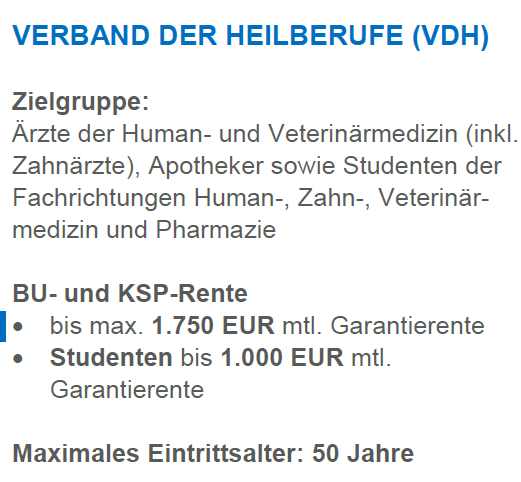 VERBAND DER HEILBERUFE (VDH)
Zielgruppe:
Ärzte der Human- und Veterinärmedizin (inkl.
Zahnärzte), Apotheker sowie Studenten der
Fachrichtungen Human-, Zahn-, Veterinär-
medizin und Pharmazie
BU- und KSP-Rente
• bis max. 1.750 EUR mtl. Garantierente
• Studenten bis 1.000 EUR mtl.
Garantierente
Maximales Eintrittsalter: 50 Jahre